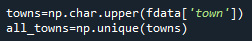 towns=np.char.upper(fdata['town'])
all_towns=np.unique(towns)